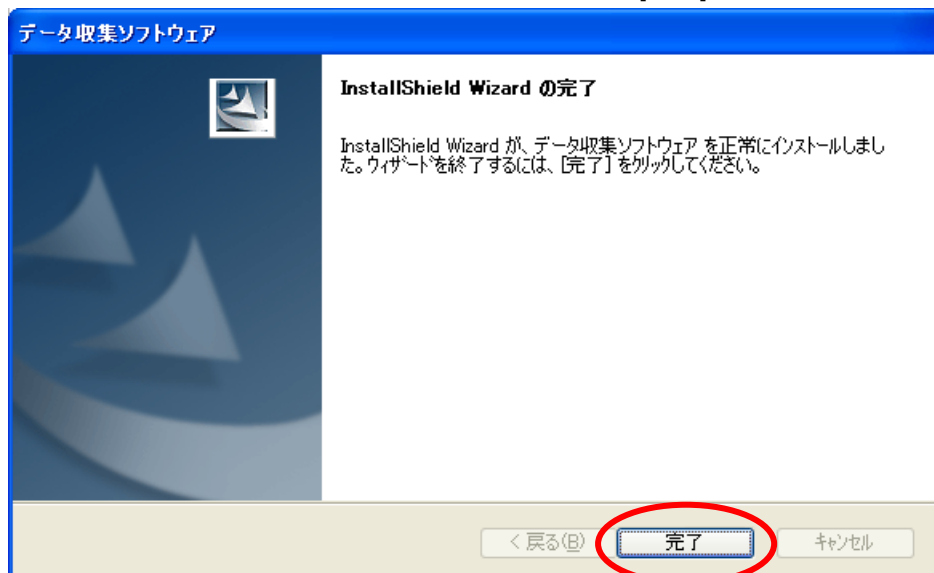 データ収集ソフトウェア
InstallShield Wizard の完了
InstallShield Wizard が、データ収集ソフトウェア を正常にインストールしまし
た。ウィザードを終了するには、[完了] をクリックしてください。
< 戻る(B)
完了
キャンセル